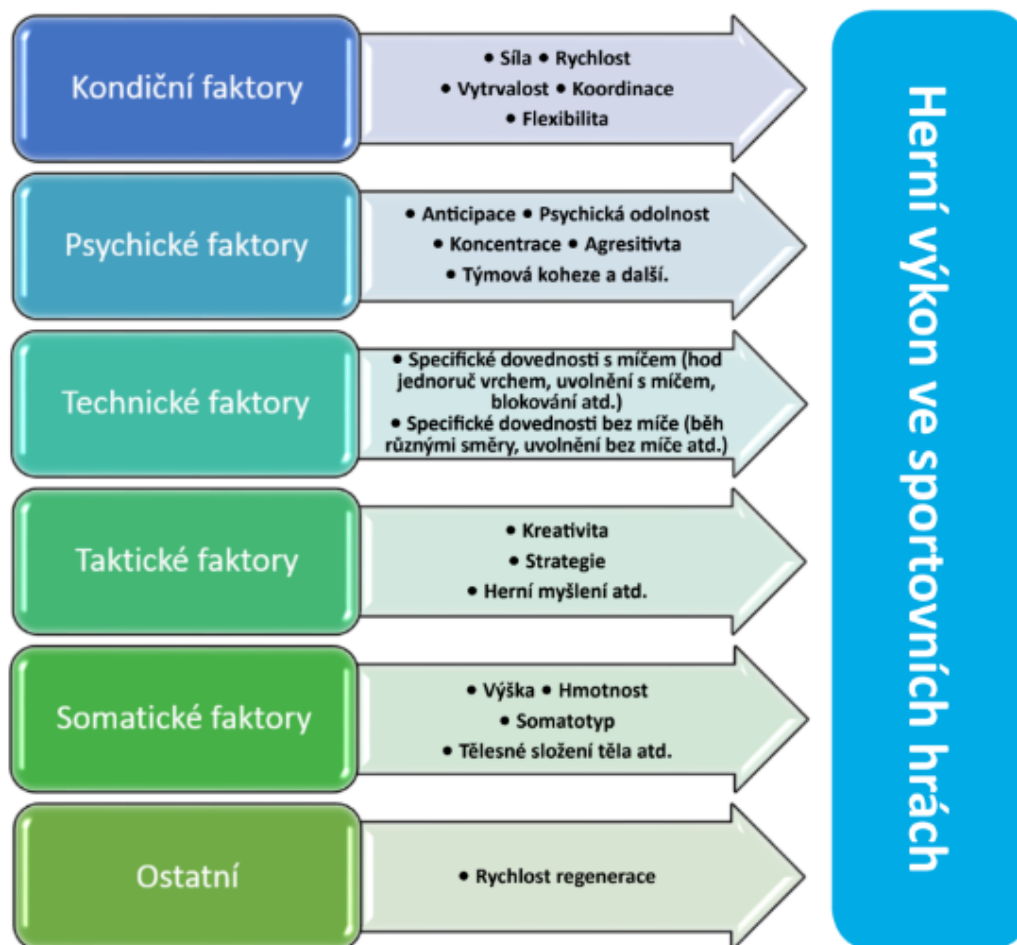 Kondiční faktory
• Síla • Rychlost
• Vytrvalost • Koordinace
• Flexibilita
Psychické faktory
• Anticipace • Psychická odolnost
• Koncentrace • Agresitivta
• Týmová koheze a další.
Technické faktory
• Specifické dovednosti s míčem (hod
jednoruč vrchem, uvolnění s míčem,
blokování atd.)
• Specifické dovednosti bez míče (běh
různými směry, uvolnění bez míče atd.)
Taktické faktory
• Kreativita
• Strategie
• Herní myšlení atd.
Somatické faktory
• Výška • Hmotnost
• Somatotyp
• Tělesné složení těla atd.
Ostatní
• Rychlost regenerace
Herní výkon ve sportovních hrách